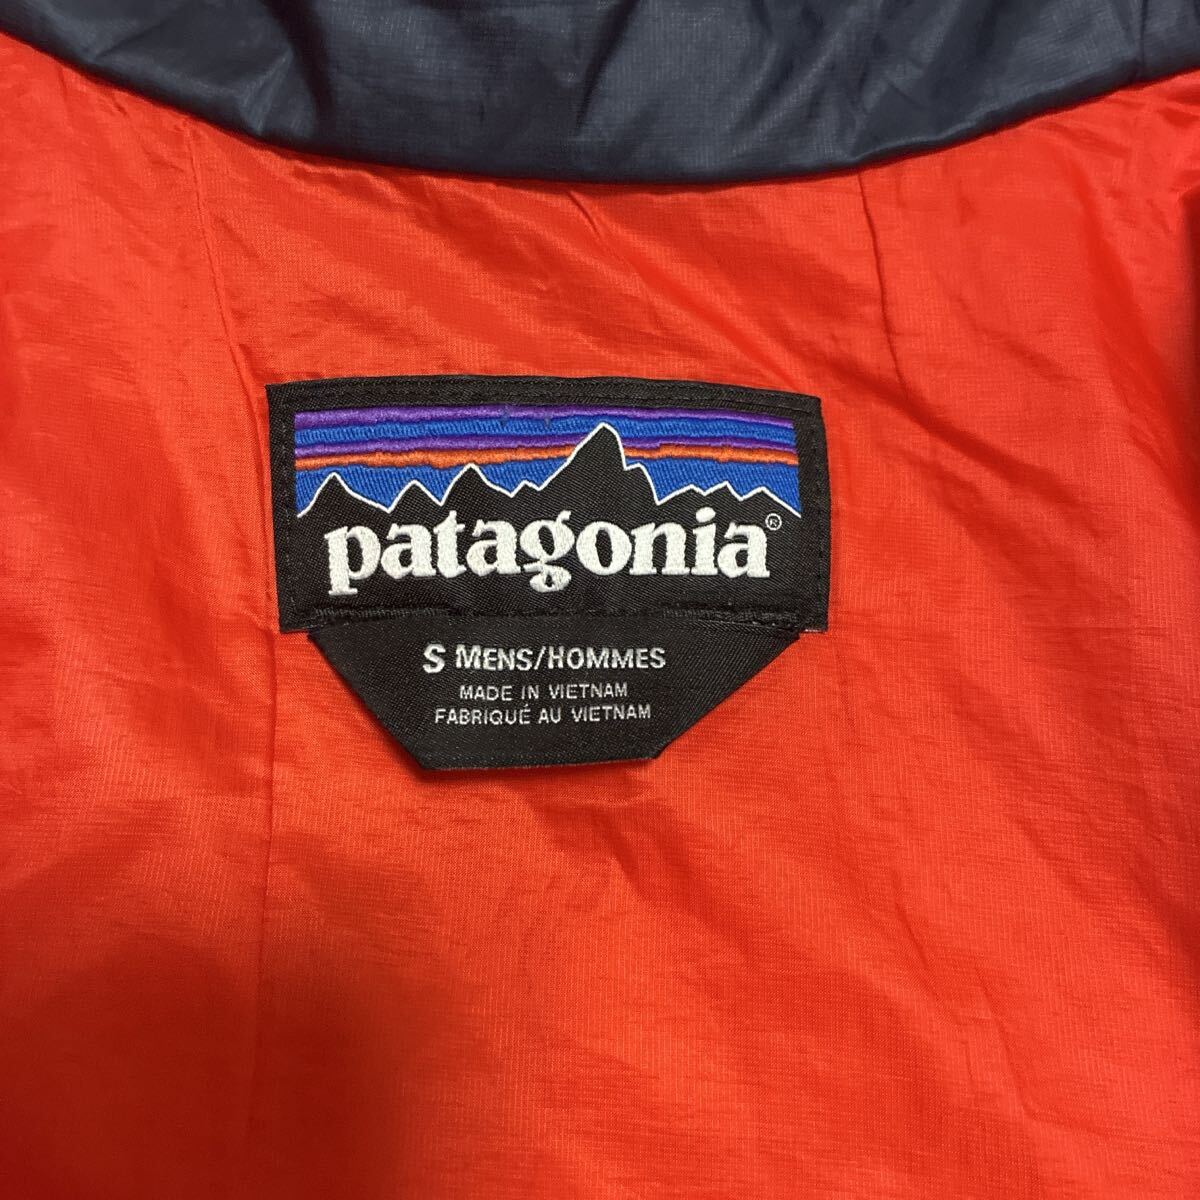 patagonia®
S MENS/HOMMES
MADE IN VIETNAM
FABRIQUÉ AU VIETNAM